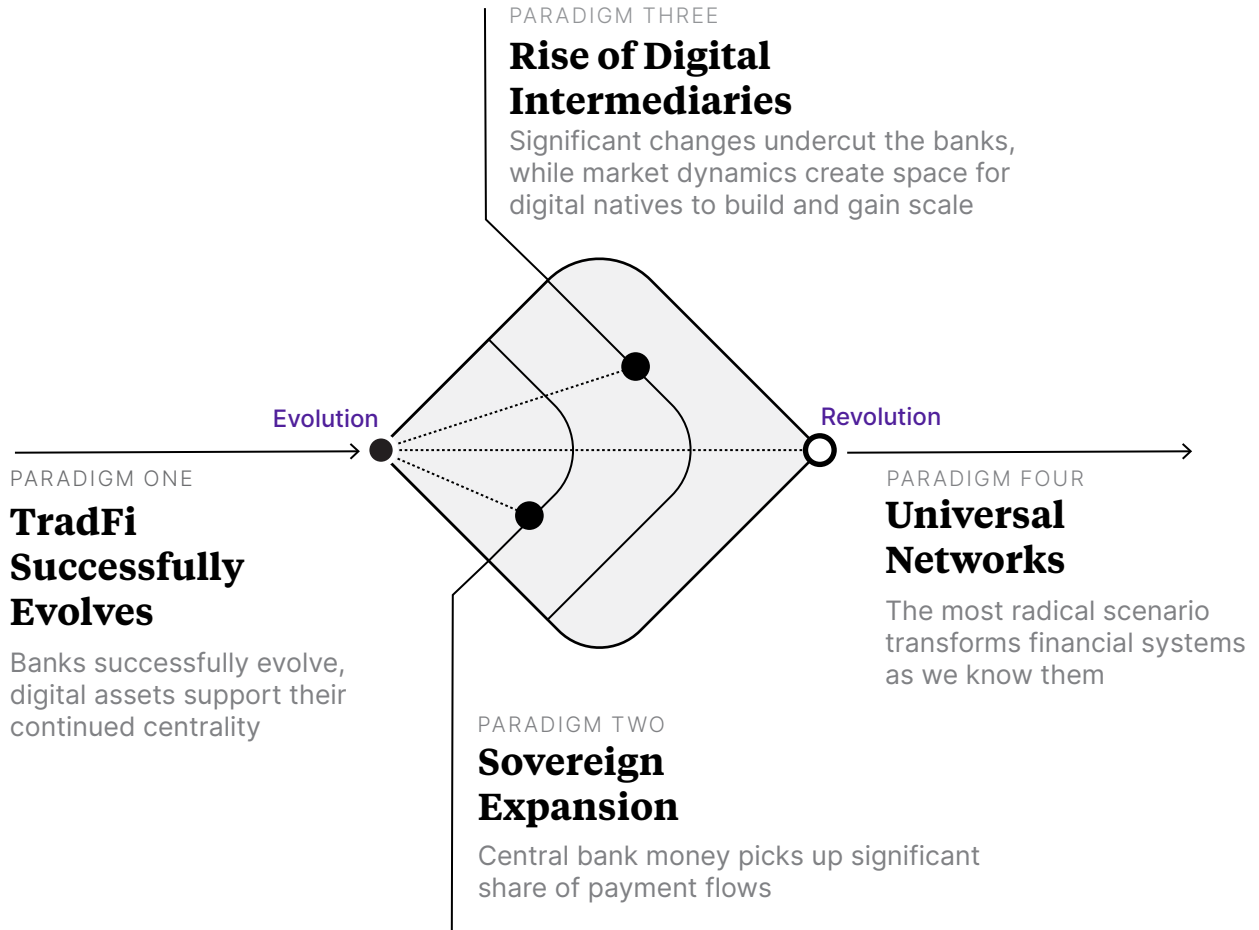 PARADIGM THREE
Rise of Digital
Intermediaries
Significant changes undercut the banks,
while market dynamics create space for
digital natives to build and gain scale
Evolution
Revolution
PARADIGM ONE
TradFi
Successfully
Evolves
Banks successfully evolve,
digital assets support their
continued centrality
PARADIGM FOUR
Universal
Networks
The most radical scenario
transforms financial systems
as we know them
PARADIGM TWO
Sovereign
Expansion
Central bank money picks up significant
share of payment flows